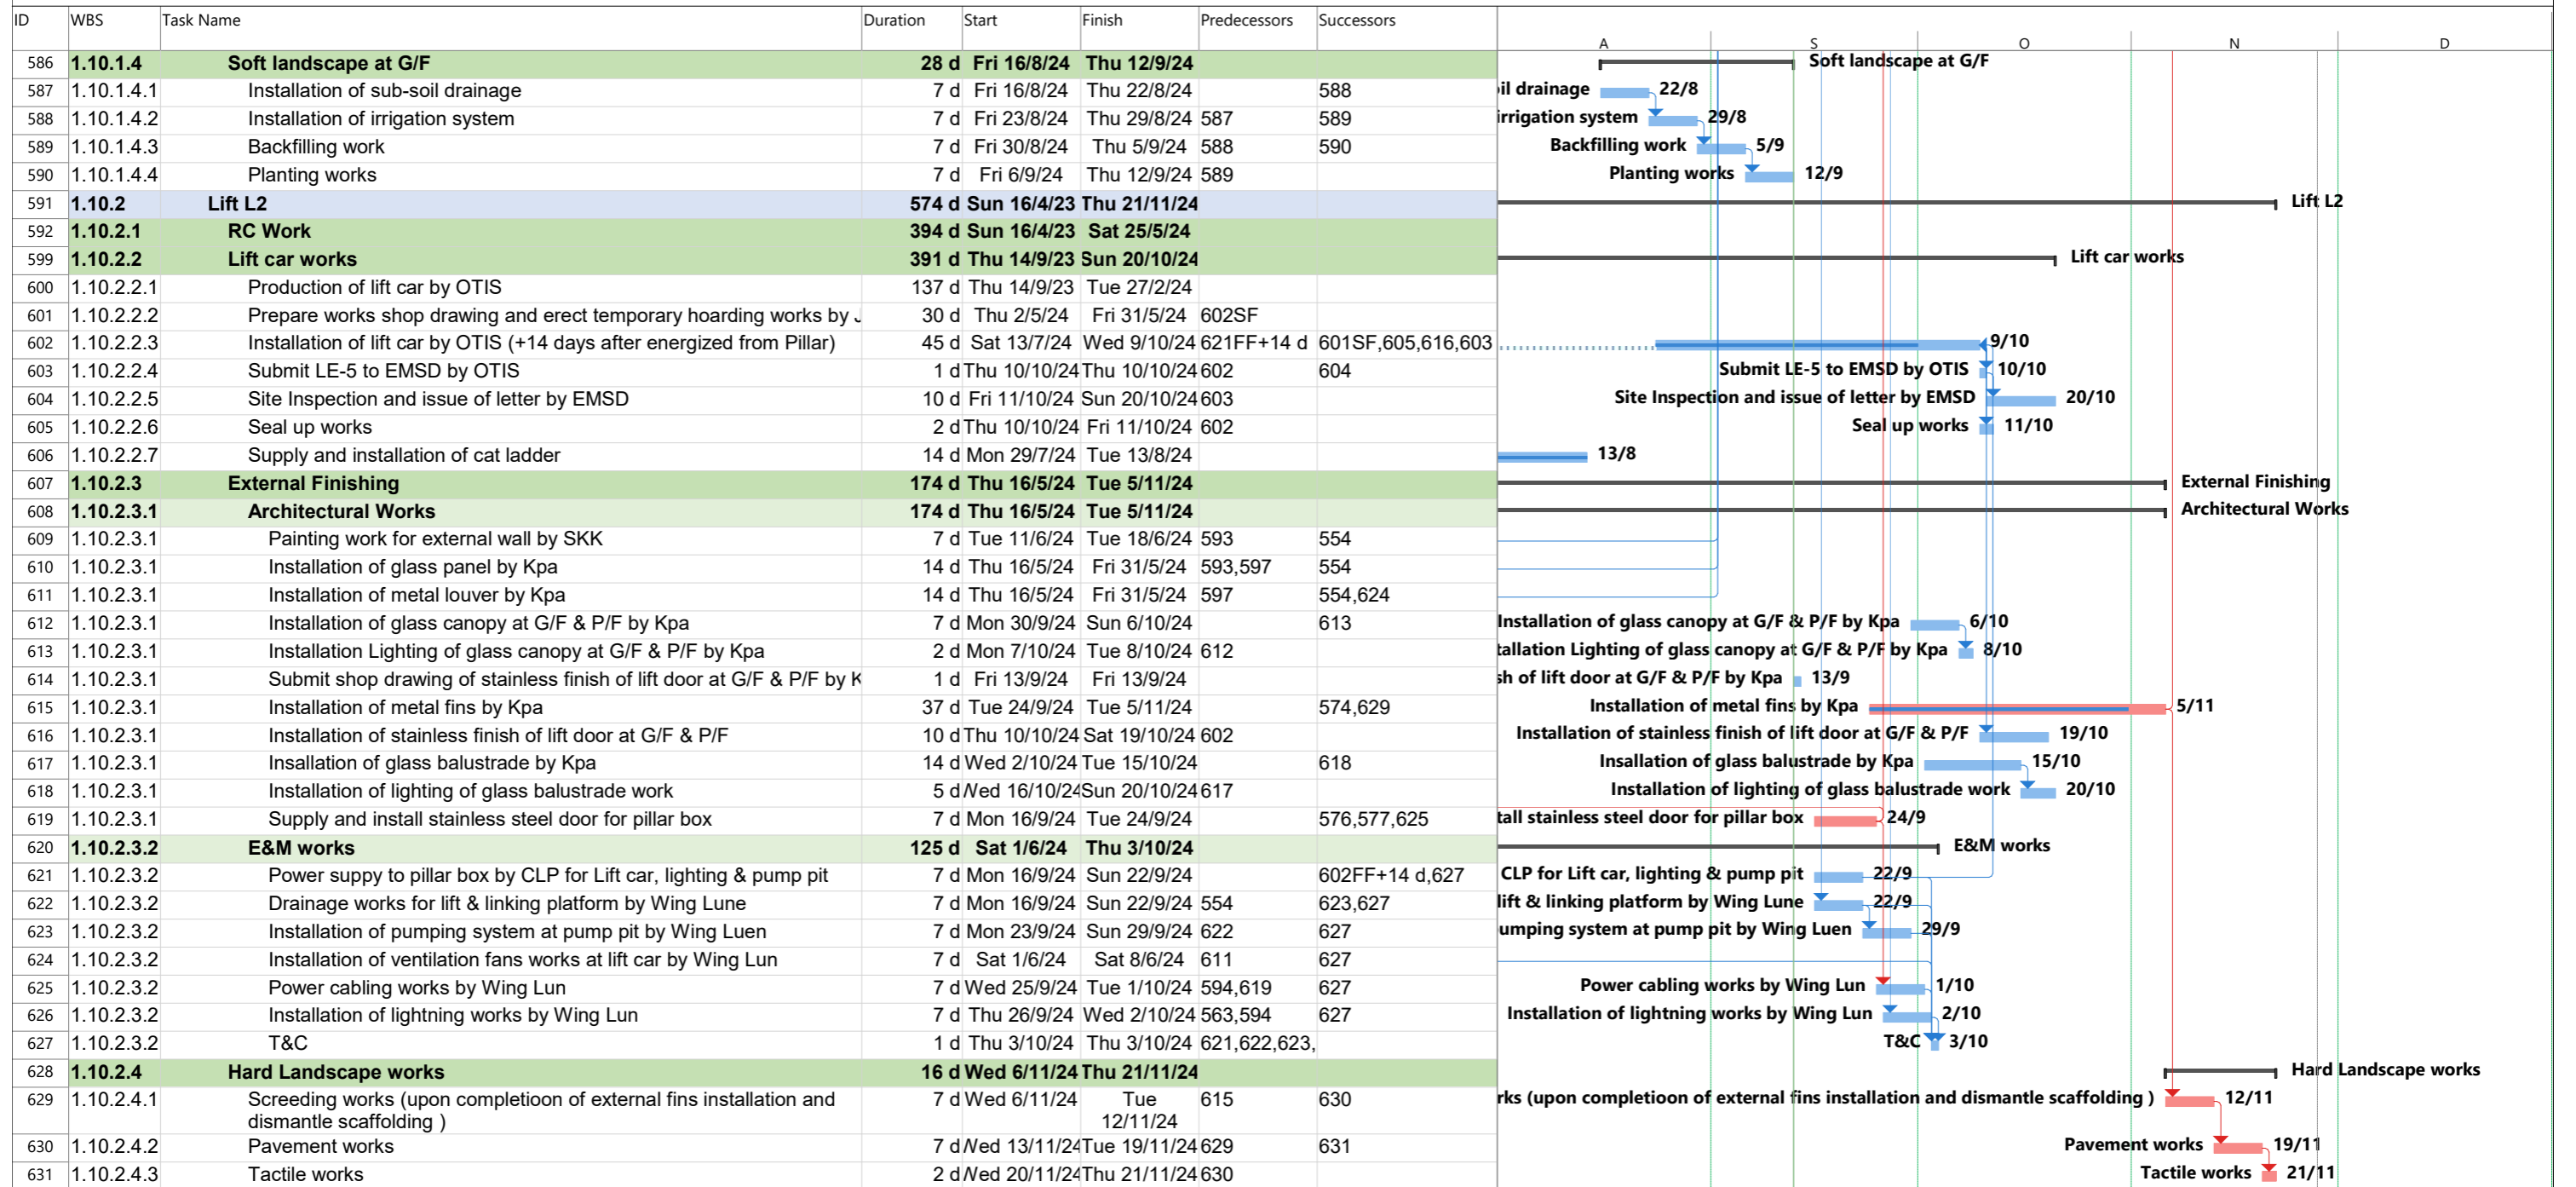 ID WBS Task Name Duration Start Finish Predecessors Successors A S O N D
586 1.10.1.4 Soft landscape at G/F 28 d Fri 16/8/24 Thu 12/9/24 Soft landscape at G/F
587 1.10.1.4.1 Installation of sub-soil drainage 7 d Fri 16/8/24 Thu 22/8/24 588 il drainage 22/8
588 1.10.1.4.2 Installation of irrigation system 7 d Fri 23/8/24 Thu 29/8/24 587 589 irrigation system 29/8
589 1.10.1.4.3 Backfilling work 7 d Fri 30/8/24 Thu 5/9/24 588 590 Backfilling work 5/9
590 1.10.1.4.4 Planting works 7 d Fri 6/9/24 Thu 12/9/24 589 Planting works 12/9
591 1.10.2 Lift L2 574 d Sun 16/4/23 Thu 21/11/24 Lift L2
592 1.10.2.1 RC Work 394 d Sun 16/4/23 Sat 25/5/24
599 1.10.2.2 Lift car works 391 d Thu 14/9/23 Sun 20/10/24 Lift car works
600 1.10.2.2.1 Production of lift car by OTIS 137 d Thu 14/9/23 Tue 27/2/24
601 1.10.2.2.2 Prepare works shop drawing and erect temporary hoarding works by 30 d Thu 2/5/24 Fri 31/5/24 602SF
602 1.10.2.2.3 Installation of lift car by OTIS (+14 days after energized from Pillar) 45 d Sat 13/7/24 Wed 9/10/24 621FF+14 d 601SF,605,616,603 9/10
603 1.10.2.2.4 Submit LE-5 to EMSD by OTIS 1 d Thu 10/10/24 Thu 10/10/24 602 604 Submit LE-5 to EMSD by OTIS 10/10
604 1.10.2.2.5 Site Inspection and issue of letter by EMSD 10 d Fri 11/10/24 Sun 20/10/24 603 Site Inspection and issue of letter by EMSD 20/10
605 1.10.2.2.6 Seal up works 2 d Thu 10/10/24 Fri 11/10/24 602 Seal up works 11/10
606 1.10.2.2.7 Supply and installation of cat ladder 14 d Mon 29/7/24 Tue 13/8/24 13/8
607 1.10.2.3 External Finishing 174 d Thu 16/5/24 Tue 5/11/24 External Finishing
608 1.10.2.3.1 Architectural Works 174 d Thu 16/5/24 Tue 5/11/24 Architectural Works
609 1.10.2.3.1 Painting work for external wall by SKK 7 d Tue 11/6/24 Tue 18/6/24 593 554
610 1.10.2.3.1 Installation of glass panel by Kpa 14 d Thu 16/5/24 Fri 31/5/24 593,597 554
611 1.10.2.3.1 Installation of metal louver by Kpa 14 d Thu 16/5/24 Fri 31/5/24 597 554,624
612 1.10.2.3.1 Installation of glass canopy at G/F & P/F by Kpa 7 d Mon 30/9/24 Sun 6/10/24 613 Installation of glass canopy at G/F & P/F by Kpa 6/10
613 1.10.2.3.1 Installation Lighting of glass canopy at G/F & P/F by Kpa 2 d Mon 7/10/24 Tue 8/10/24 612 tallation Lighting of glass canopy at G/F & P/F by Kpa 8/10
614 1.10.2.3.1 Submit shop drawing of stainless finish of lift door at G/F & P/F by K 1 d Fri 13/9/24 Fri 13/9/24 sh of lift door at G/F & P/F by Kpa 13/9
615 1.10.2.3.1 Installation of metal fins by Kpa 37 d Tue 24/9/24 Tue 5/11/24 574,629 Installation of metal fins by Kpa 5/11
616 1.10.2.3.1 Installation of stainless finish of lift door at G/F & P/F 10 d Thu 10/10/24 Sat 19/10/24 602 Installation of stainless finish of lift door at G/F & P/F 19/10
617 1.10.2.3.1 Insallation of glass balustrade by Kpa 14 d Wed 2/10/24 Tue 15/10/24 618 Insallation of glass balustrade by Kpa 15/10
618 1.10.2.3.1 Installation of lighting of glass balustrade work 5 d Wed 16/10/24 Sun 20/10/24 617 Installation of lighting of glass balustrade work 20/10
619 1.10.2.3.1 Supply and install stainless steel door for pillar box 7 d Mon 16/9/24 Tue 24/9/24 576,577,625 tall stainless steel door for pillar box 24/9
620 1.10.2.3.2 E&M works 125 d Sat 1/6/24 Thu 3/10/24 E&M works
621 1.10.2.3.2 Power suppy to pillar box by CLP for Lift car, lighting & pump pit 7 d Mon 16/9/24 Sun 22/9/24 602FF+14 d,627 CLP for Lift car, lighting & pump pit 22/9
622 1.10.2.3.2 Drainage works for lift & linking platform by Wing Lune 7 d Mon 16/9/24 Sun 22/9/24 554 623,627 lift & linking platform by Wing Lune 22/9
623 1.10.2.3.2 Installation of pumping system at pump pit by Wing Luen 7 d Mon 23/9/24 Sun 29/9/24 622 627 umping system at pump pit by Wing Luen 29/9
624 1.10.2.3.2 Installation of ventilation fans works at lift car by Wing Lun 7 d Sat 1/6/24 Sat 8/6/24 611 627
625 1.10.2.3.2 Power cabling works by Wing Lun 7 d Wed 25/9/24 Tue 1/10/24 594,619 627 Power cabling works by Wing Lun 1/10
626 1.10.2.3.2 Installation of lightning works by Wing Lun 7 d Thu 26/9/24 Wed 2/10/24 563,594 627 Installation of lightning works by Wing Lun 2/10
627 1.10.2.3.2 T&C 1 d Thu 3/10/24 Thu 3/10/24 621,622,623, T&C 3/10
628 1.10.2.4 Hard Landscape works 16 d Wed 6/11/24 Thu 21/11/24 Hard Landscape works
629 1.10.2.4.1 Screeding works (upon completioon of external fins installation and 7 d Wed 6/11/24 Tue 615 630 rks (upon completioon of external fins installation and dismantle scaffolding ) 12/11
dismantle scaffolding ) 12/11/24
630 1.10.2.4.2 Pavement works 7 d Wed 13/11/24 Tue 19/11/24 629 631 Pavement works 19/11
631 1.10.2.4.3 Tactile works 2 d Wed 20/11/24 Thu 21/11/24 630 Tactile works 21/11